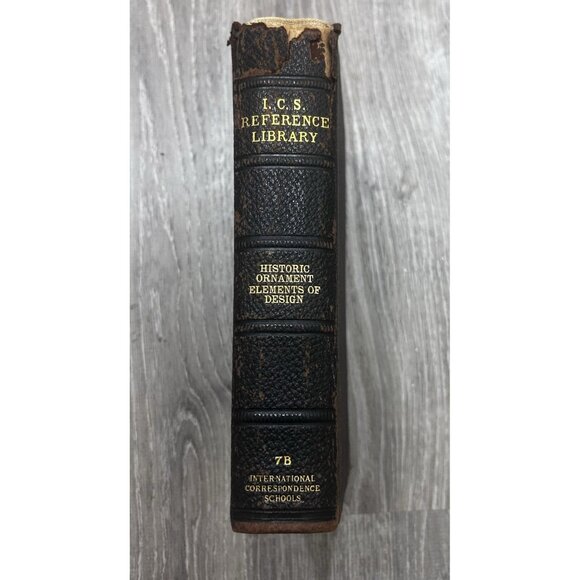 I. C. S.
REFERENCE
LIBRARY
HISTORIC
ORNAMENT
ELEMENTS OF
DESIGN
7B
INTERNATIONAL
CORRESPONDENCE
SCHOOLS